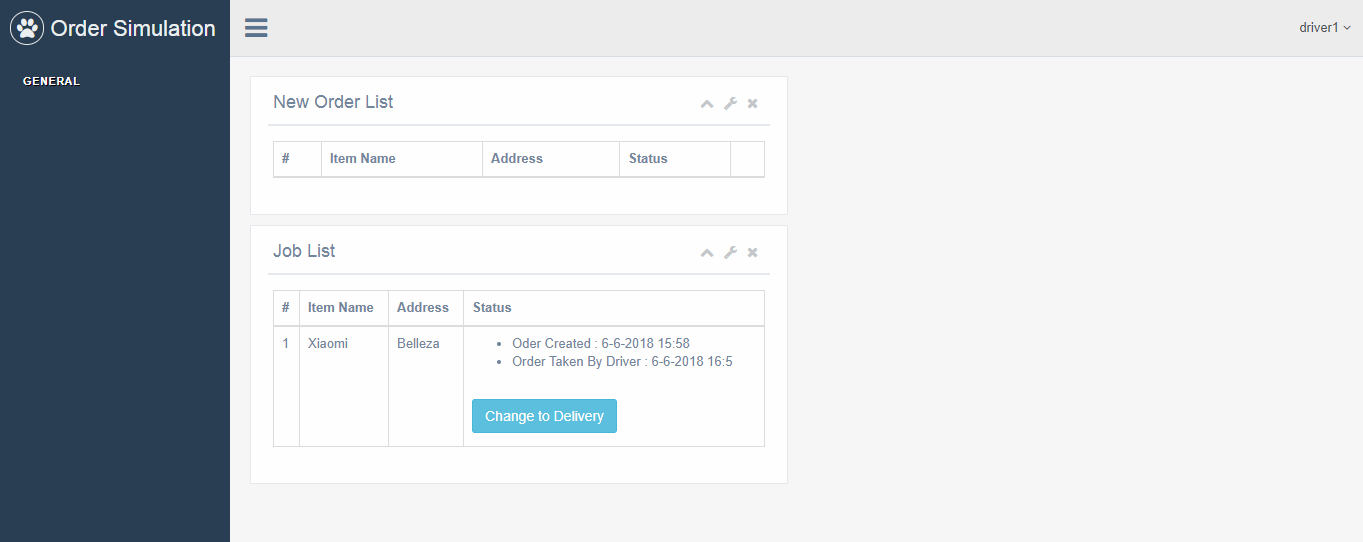 Order Simulation
driver1
GENERAL
New Order List
# Item Name Address Status
Job List
# Item Name Address Status
1 Xiaomi Belleza
Oder Created : 6-6-2018 15:58
Order Taken By Driver : 6-6-2018 16:5
Change to Delivery